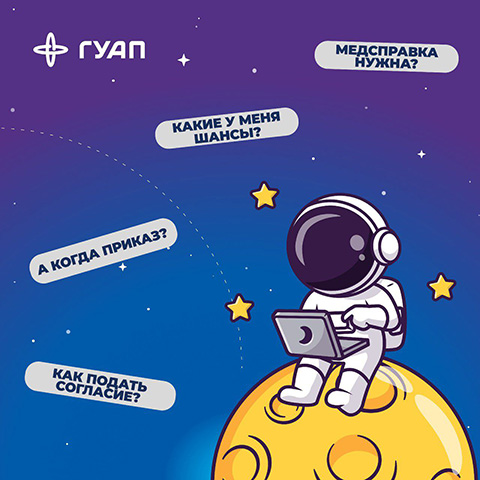 ГУАП
МЕДСПРАВКА
НУЖНА?
КАКИЕ У МЕНЯ
ШАНСЫ?
А КОГДА ПРИКАЗ?
КАК ПОДАТЬ
СОГЛАСИЕ?